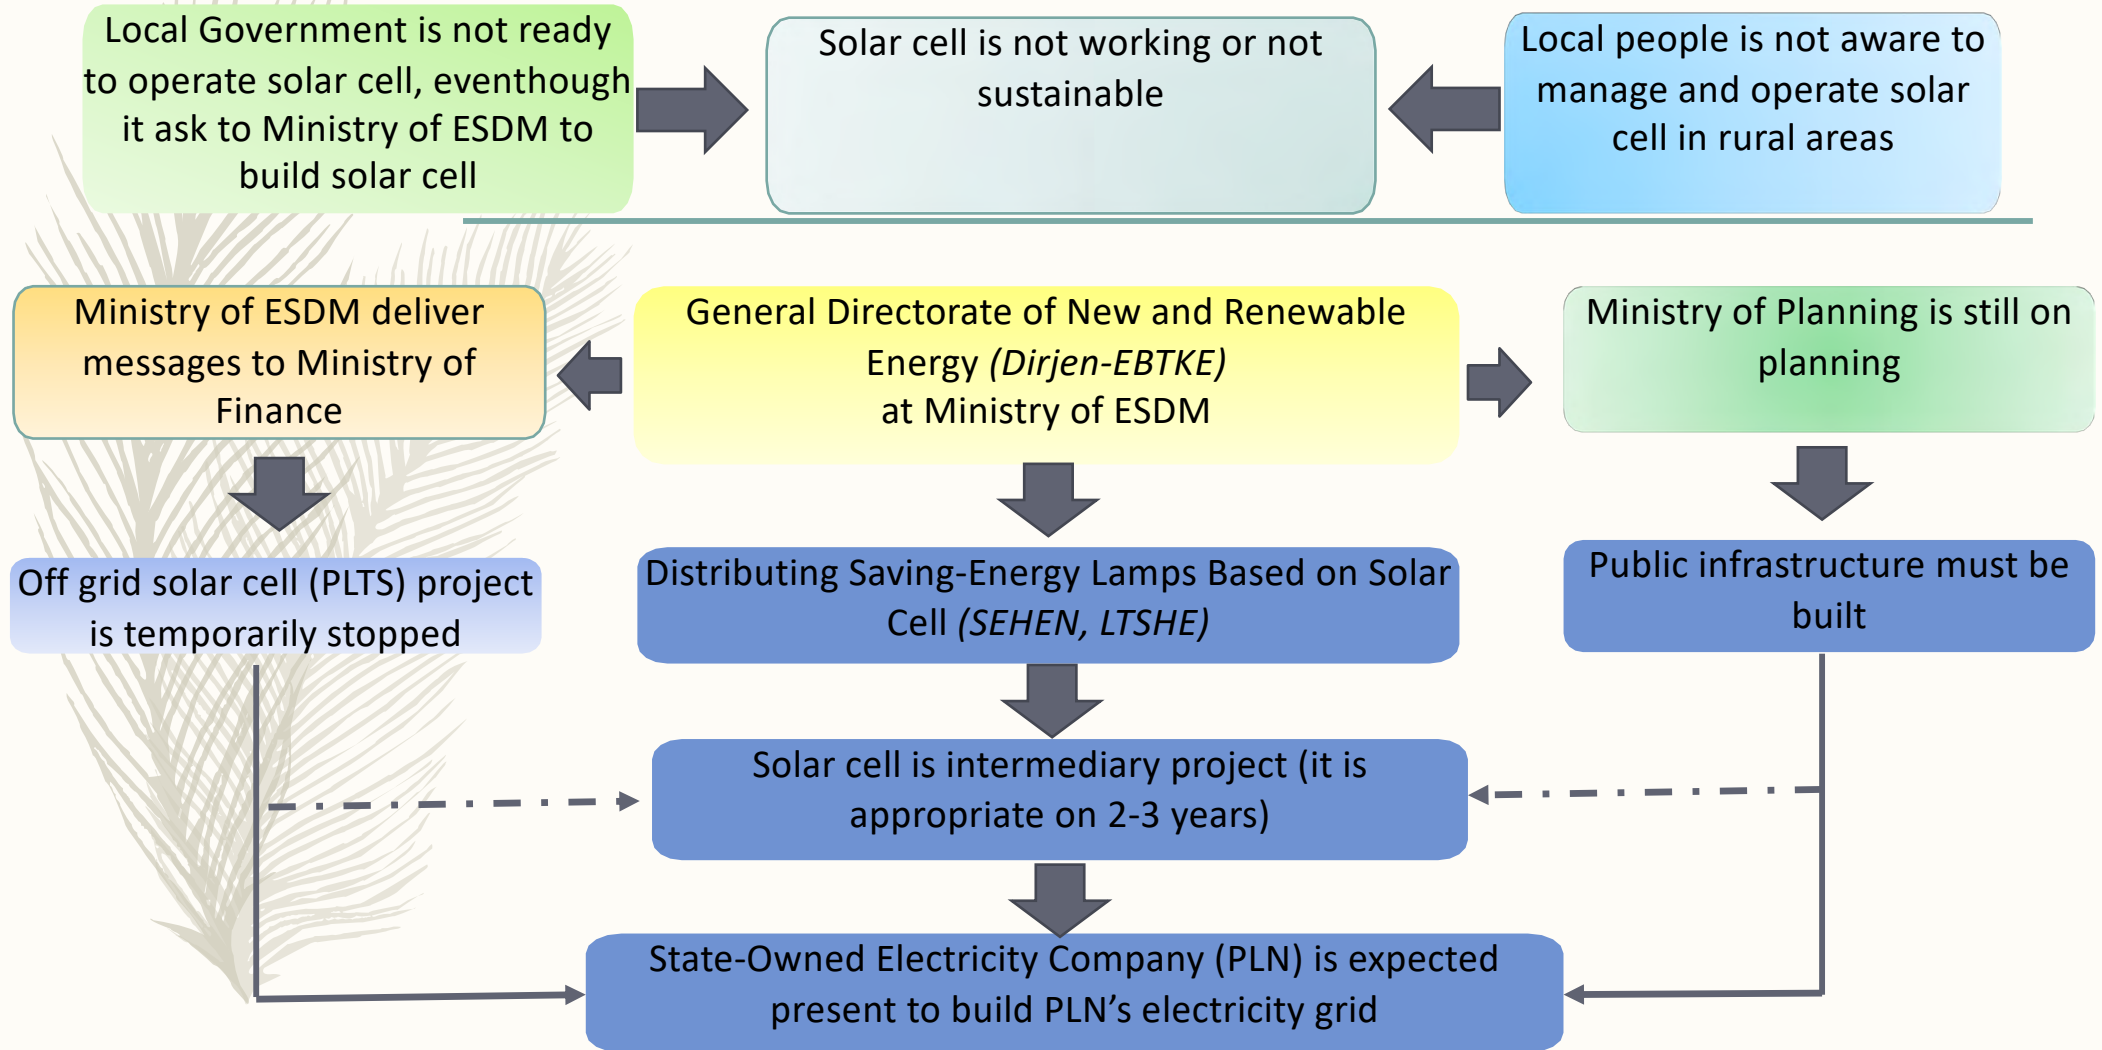 Local Government is not ready
to operate solar cell, eventhough
it ask to Ministry of ESDM to
build solar cell
Solar cell is not working or not
sustainable
Local people is not aware to
manage and operate solar
cell in rural areas
Ministry of ESDM deliver
messages to Ministry of
Finance
General Directorate of New and Renewable
Energy (Dirjen-EBTKE)
at Ministry of ESDM
Ministry of Planning is still on
planning
Off grid solar cell (PLTS) project
is temporarily stopped
Distributing Saving-Energy Lamps Based on Solar
Cell (SEHEN, LTSHE)
Public infrastructure must be
built
Solar cell is intermediary project (it is
appropriate on 2-3 years)
State-Owned Electricity Company (PLN) is expected
present to build PLN’s electricity grid